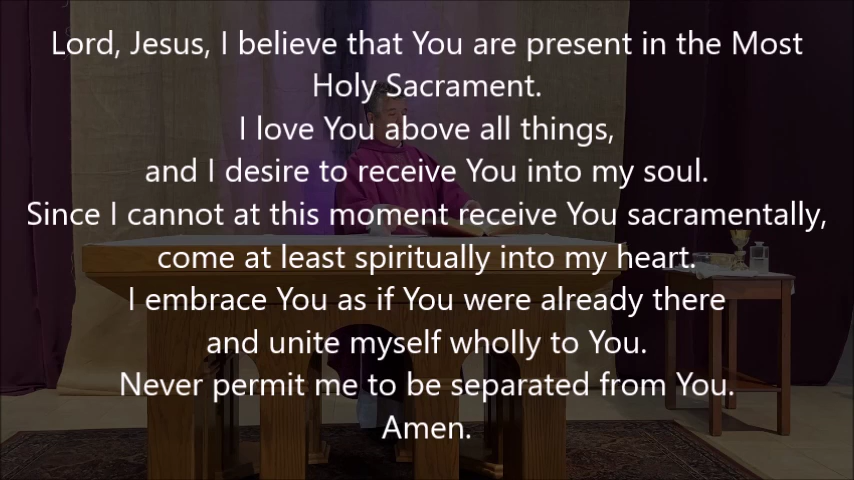 Lord, Jesus, I believe that You are present in the Most
Holy Sacrament.
I love You above all things,
and I desire to receive You into my soul.
Since I cannot at this moment receive You sacramentally,
come at least spiritually into my heart.
I embrace You as if You were already there
and unite myself wholly to You.
Never permit me to be separated from You.
Amen.